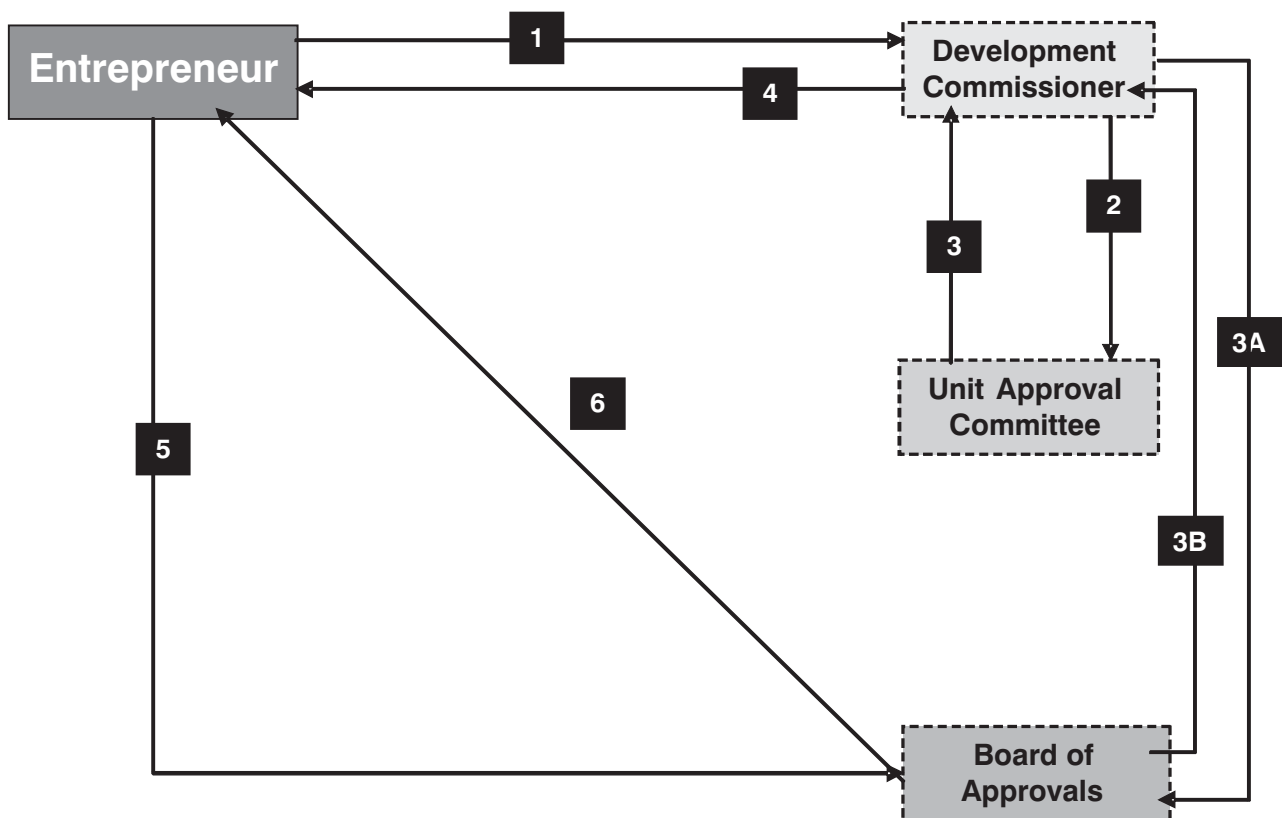 1
Entrepreneur
Development
Commissioner
4
2
3
3A
Unit Approval
Committee
6
5
3B
Board of
Approvals